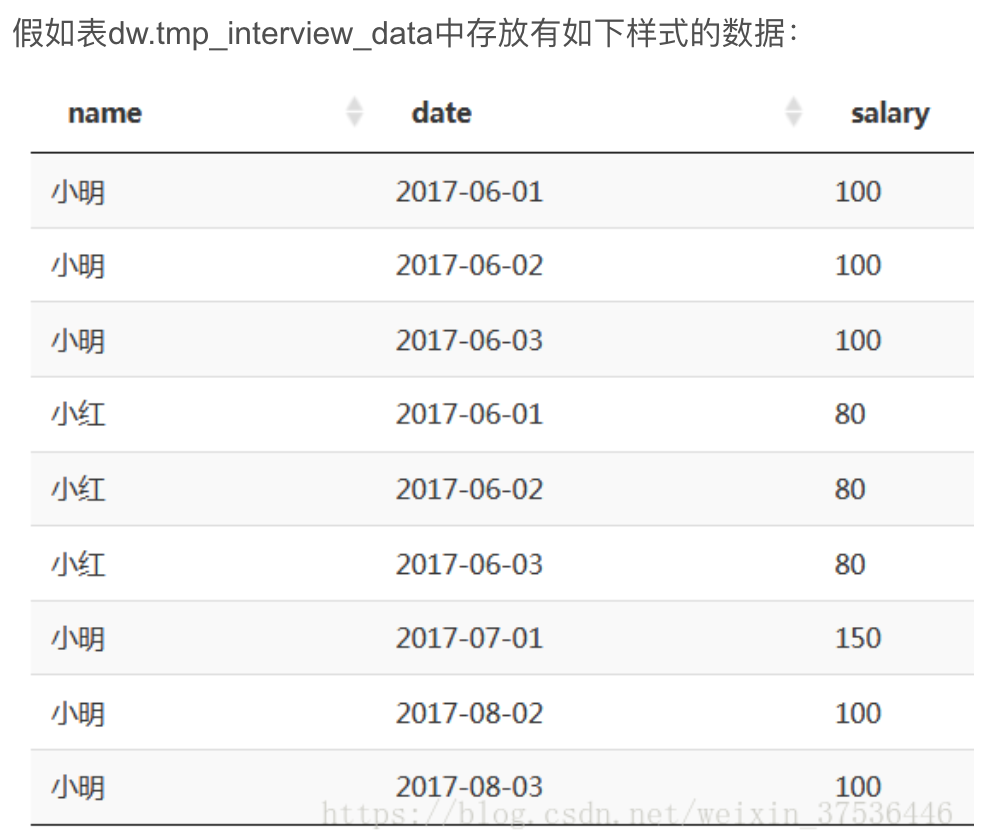 假如表dw.tmp_interview_data中存放有如下样式的数据：
name date salary
小明 2017-06-01 100
小明 2017-06-02 100
小明 2017-06-03 100
小红 2017-06-01 80
小红 2017-06-02 80
小红 2017-06-03 80
小明 2017-07-01 150
小明 2017-08-02 100
小明 2017-08-03 100
https://blog.csdn.net/weixin_37536446